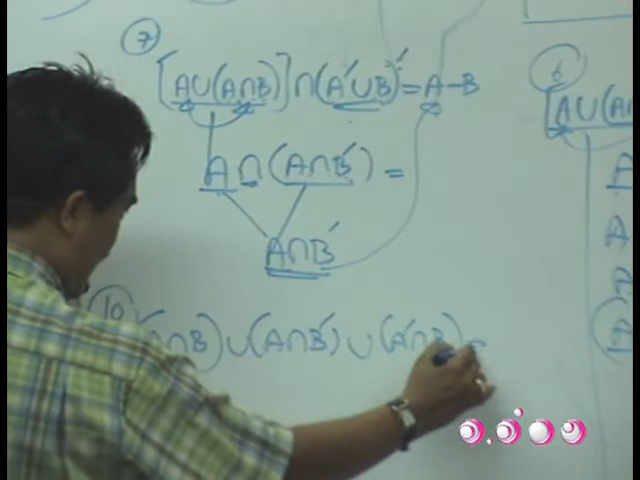 7
[A∪(A∩B)]∩(A′∪B)′=A-B
A∩(A∩B′)=
A∩B′
10 ∩B)∪(A∩B′)∪(A′∩B)=
6
[A∪(A∩
A
A